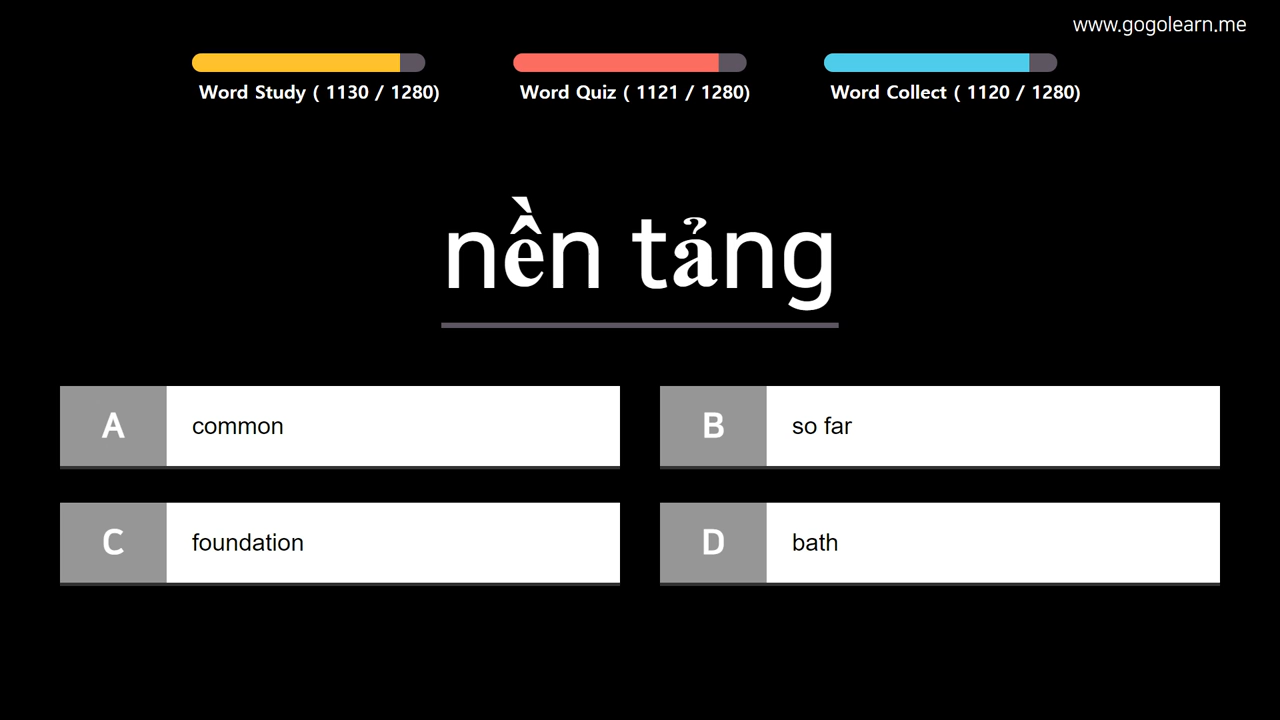 www.gogolearn.me
Word Study ( 1130 / 1280)
Word Quiz ( 1121 / 1280)
Word Collect ( 1120 / 1280)
nền tảng
A common
B so far
C foundation
D bath